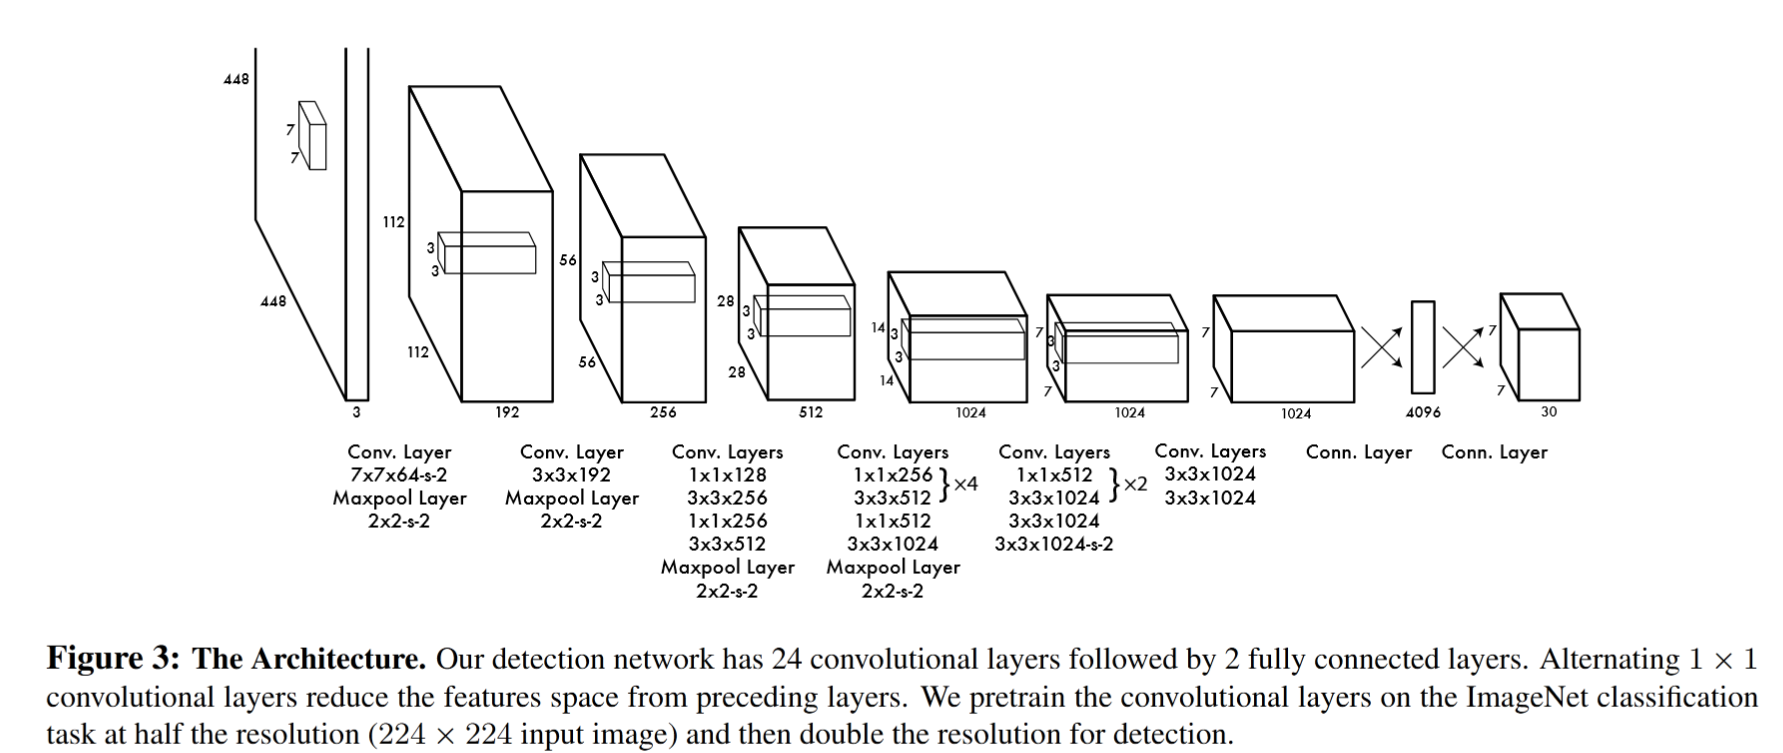 448
7
7
448
3
112
3
3
112
192
56
3
3
56
256
28
3
3
28
512
14
3
3
14
1024
7
3
3
7
1024
7
7
1024
4096
7
7
30
Conv. Layer
7x7x64-s-2
Maxpool Layer
2x2-s-2
Conv. Layer
3x3x192
Maxpool Layer
2x2-s-2
Conv. Layers
1x1x128
3x3x256
1x1x256
3x3x512
Maxpool Layer
2x2-s-2
Conv. Layers
1x1x256
3x3x512
}×4
1x1x512
3x3x1024
Maxpool Layer
2x2-s-2
Conv. Layers
1x1x512
3x3x1024
}×2
3x3x1024
3x3x1024-s-2
Conv. Layers
3x3x1024
3x3x1024
Conn. Layer
Conn. Layer
Figure 3: The Architecture. Our detection network has 24 convolutional layers followed by 2 fully connected layers. Alternating 1 × 1
convolutional layers reduce the features space from preceding layers. We pretrain the convolutional layers on the ImageNet classification
task at half the resolution (224 × 224 input image) and then double the resolution for detection.